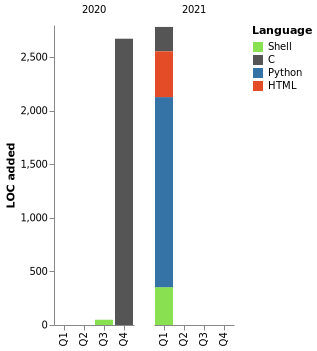 2020 2021
Language
Shell
C
Python
HTML
LOC added
2,500
2,000
1,500
1,000
500
0
Q1 Q2 Q3 Q4 Q1 Q2 Q3 Q4